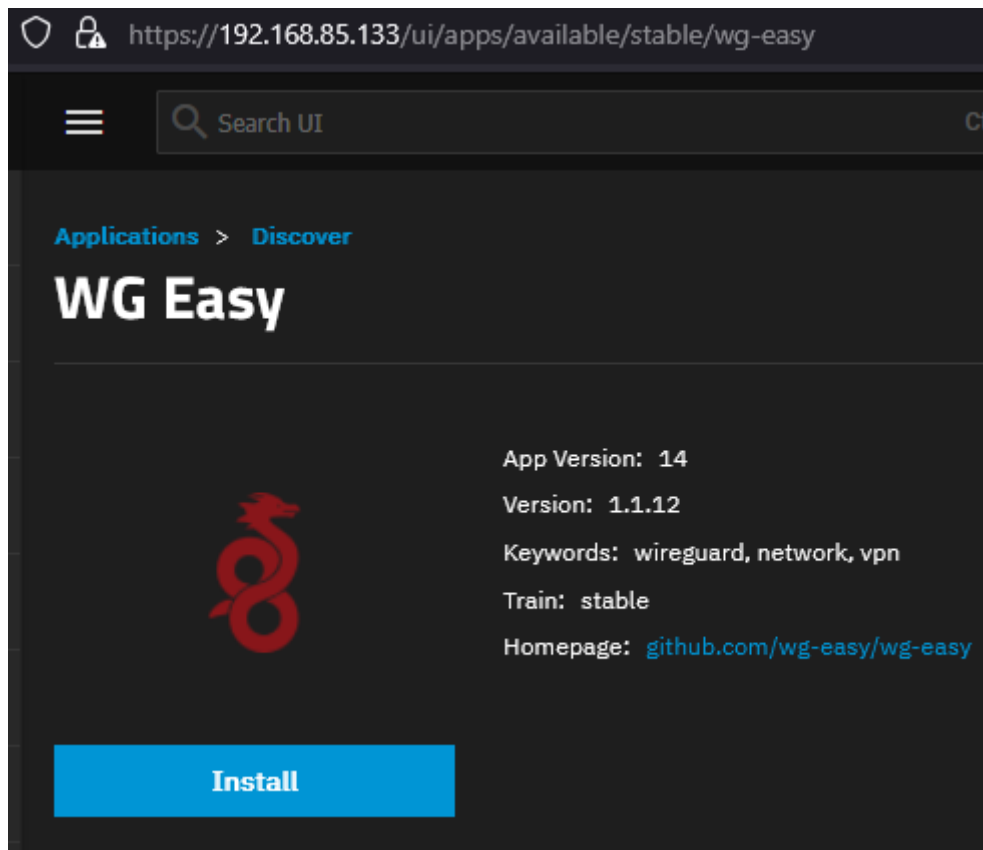 https://192.168.85.133/ui/apps/available/stable/wg-easy
Search UI
Applications > Discover
WG Easy
App Version: 14
Version: 1.1.12
Keywords: wireguard, network, vpn
Train: stable
Homepage: github.com/wg-easy/wg-easy
Install